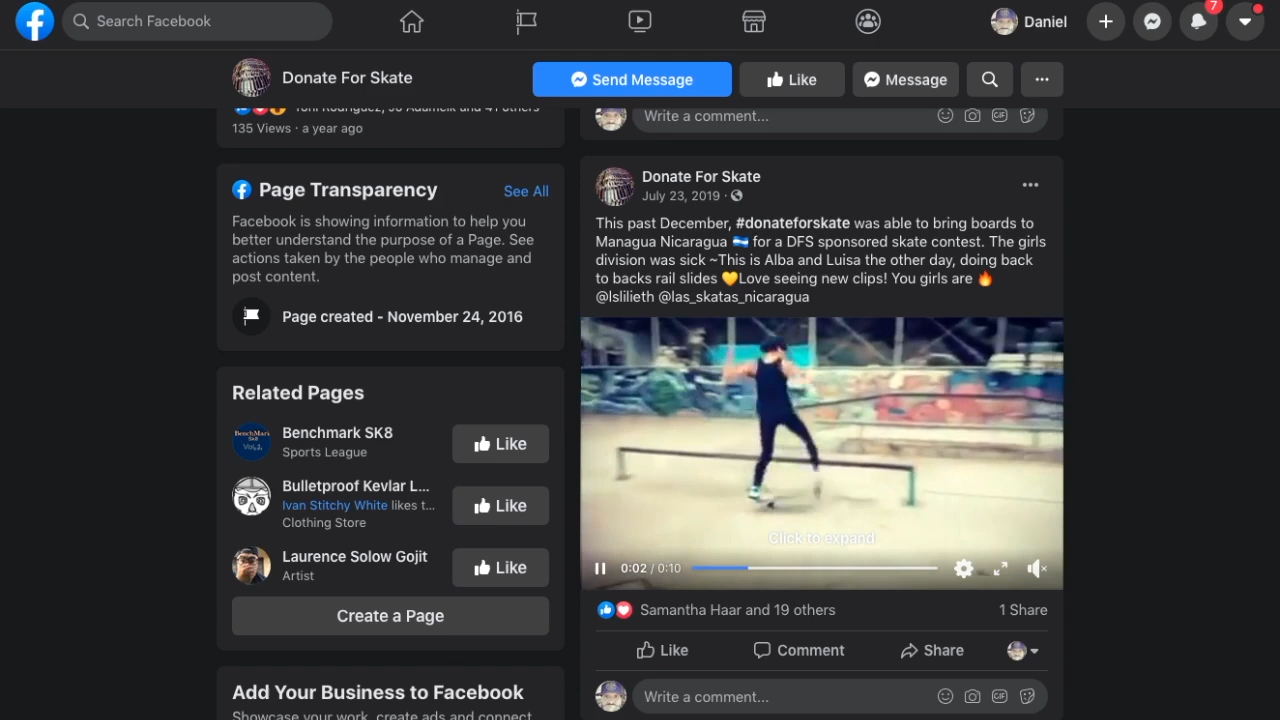 Search Facebook
Daniel
7
Donate For Skate
Send Message
Like
Message
135 Views · a year ago
Page Transparency
See All
Facebook is showing information to help you
better understand the purpose of a Page. See
actions taken by the people who manage and
post content.
Page created - November 24, 2016
Related Pages
Benchmark SK8
Sports League
Like
Bulletproof Kevlar L...
Ivan Stitchy White likes t...
Clothing Store
Like
Laurence Solow Gojit
Artist
Like
Create a Page
Add Your Business to Facebook
Showcase your work, create ads and connect
Write a comment...
GIF
Donate For Skate
July 23, 2019 ·
This past December, #donateforskate was able to bring boards to
Managua Nicaragua 🇳🇮 for a DFS sponsored skate contest. The girls
division was sick ~This is Alba and Luisa the other day, doing back
to backs rail slides 💛Love seeing new clips! You girls are 🔥
@lslilieth @las_skatas_nicaragua
Click to expand
0:02 / 0:10
Samantha Haar and 19 others
1 Share
Like
Comment
Share
Write a comment...
GIF